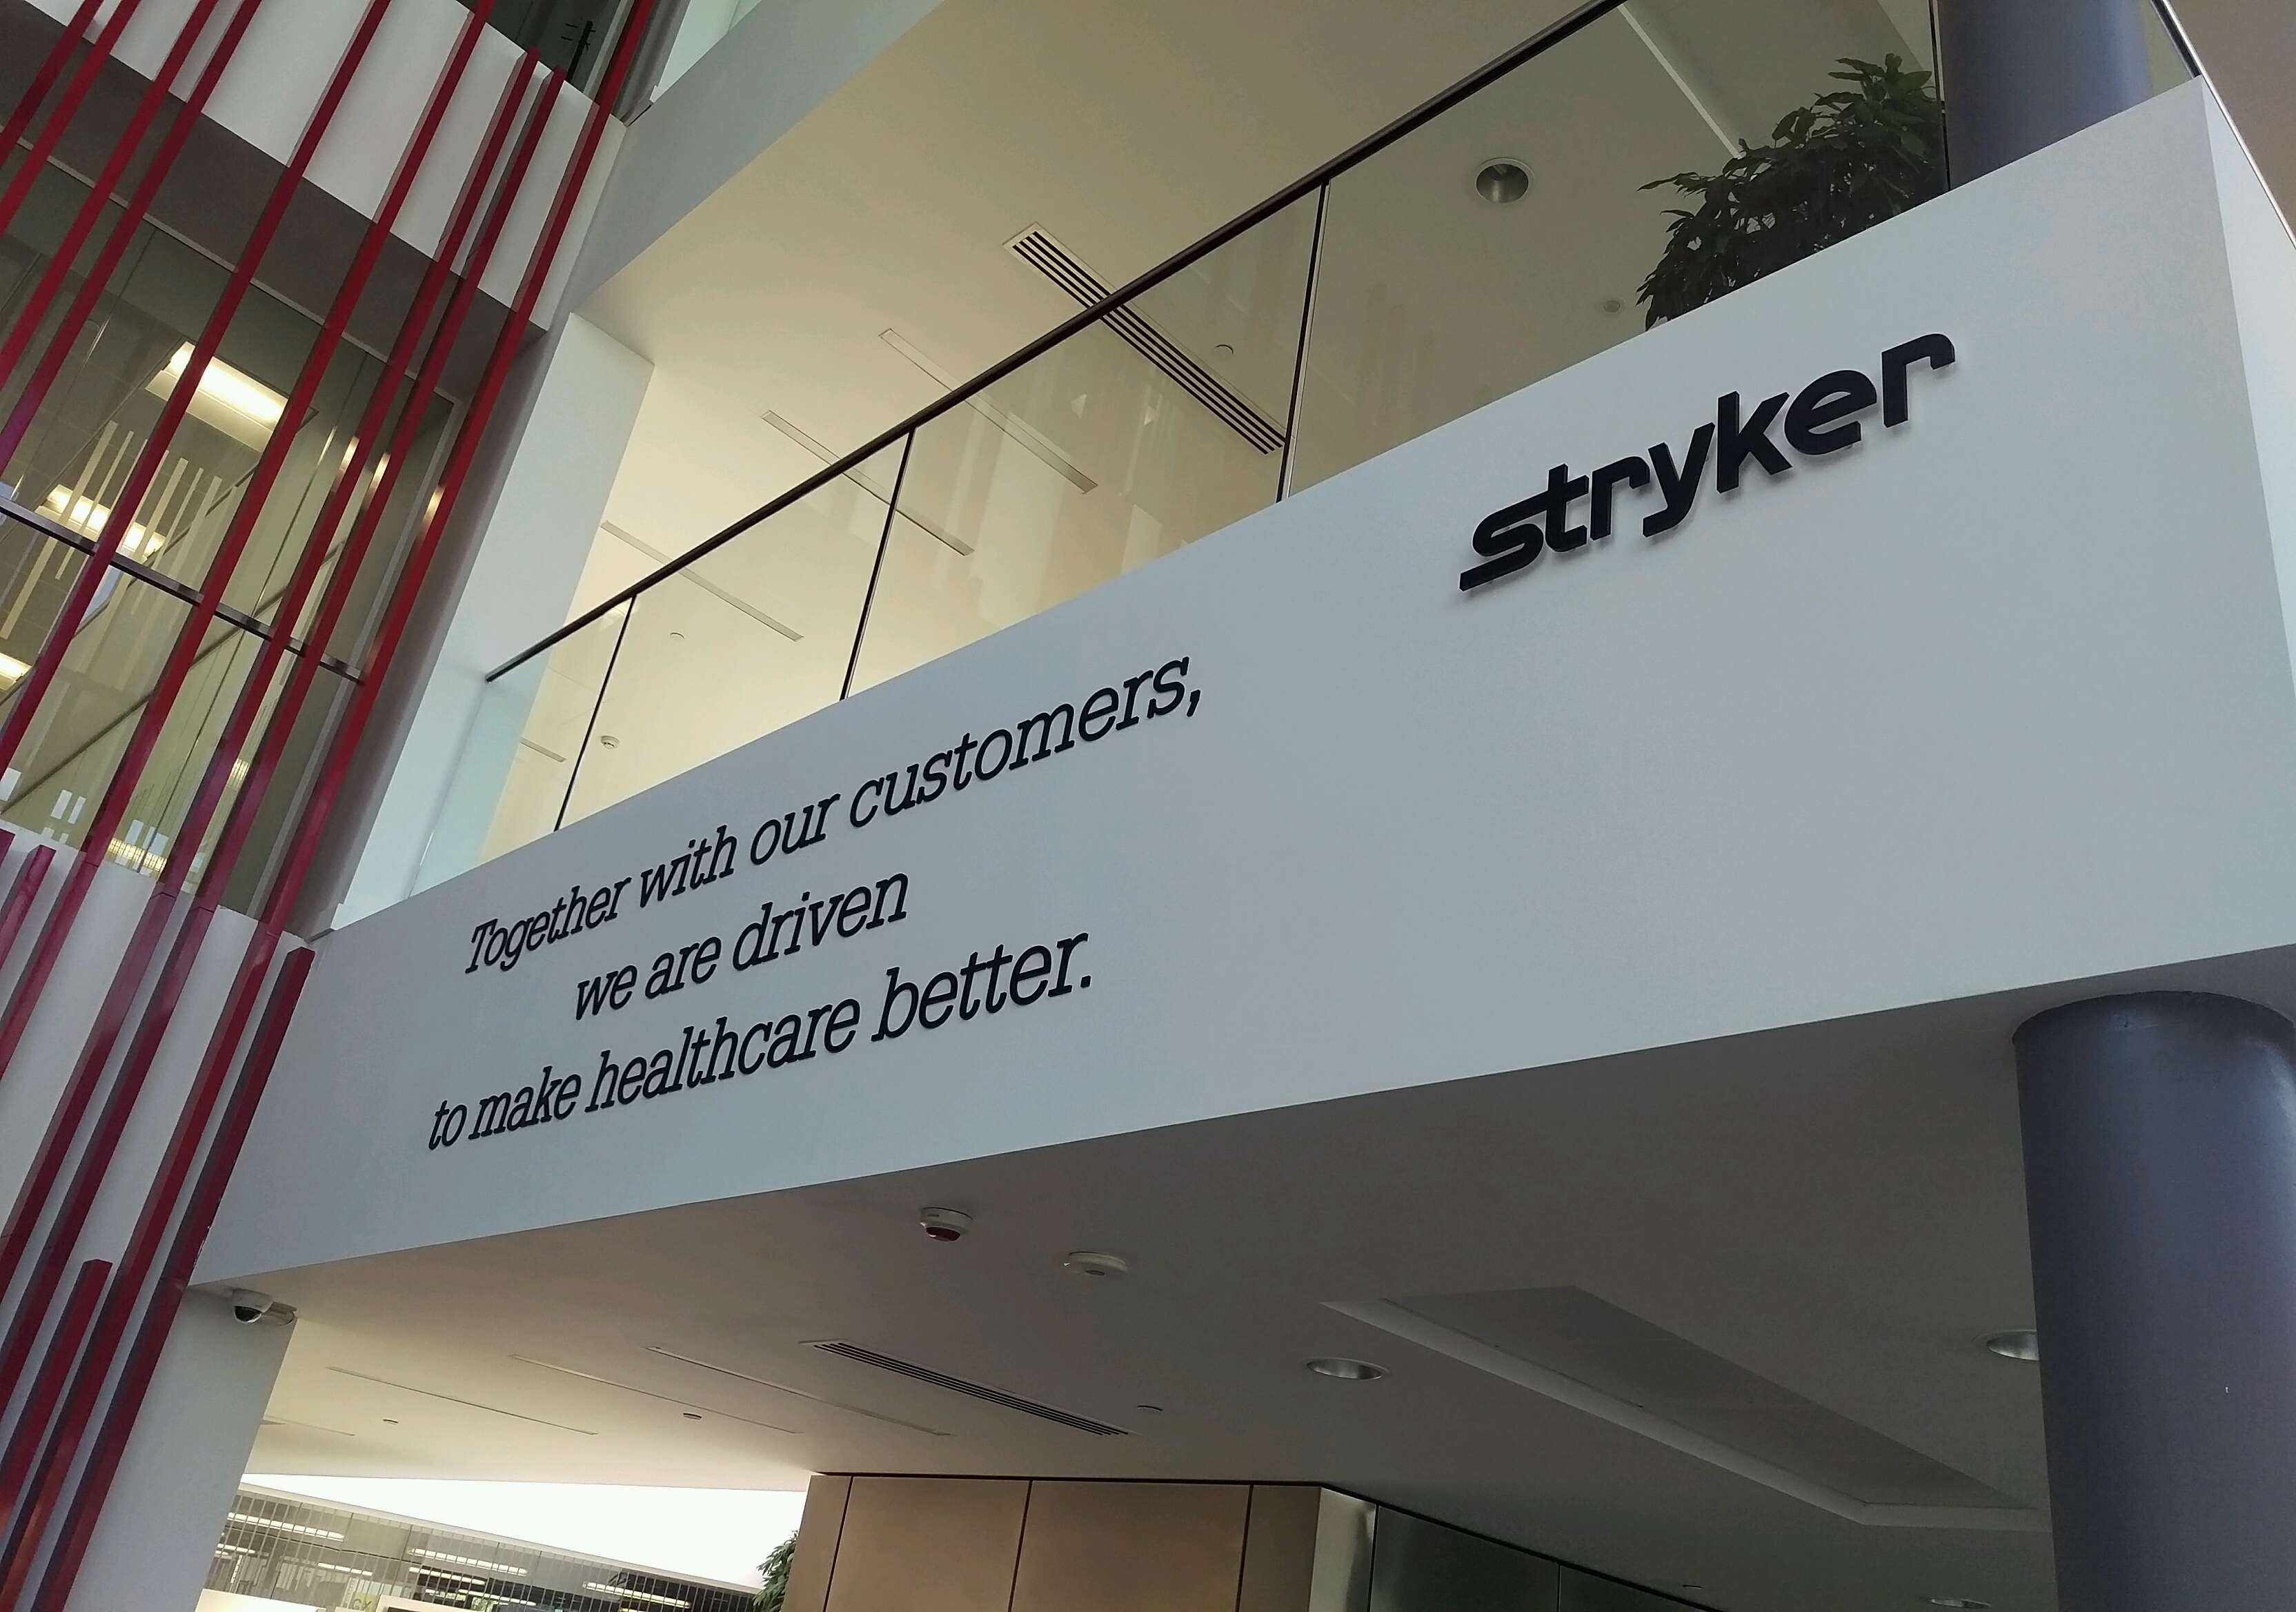 stryker
Together with our customers,
we are driven
to make healthcare better.